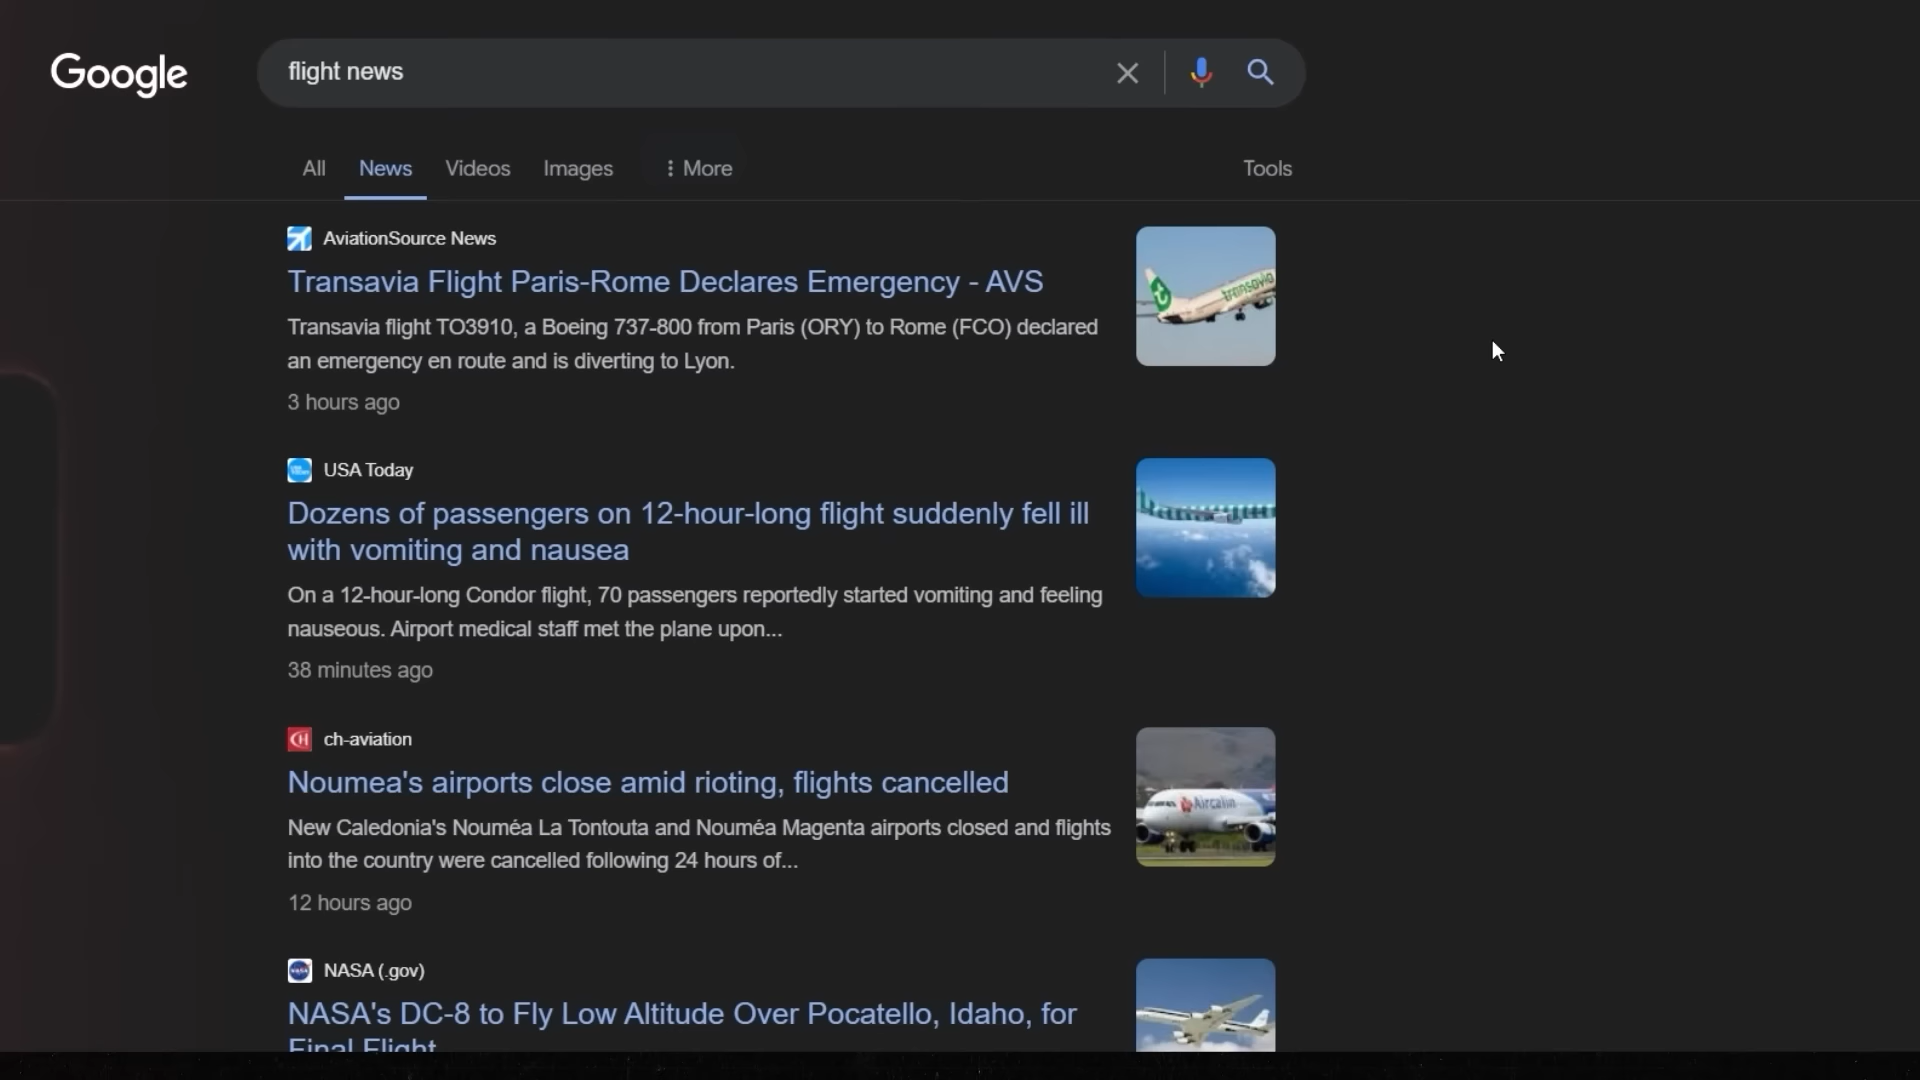 Google
flight news
All News Videos Images More Tools
AviationSource News
Transavia Flight Paris-Rome Declares Emergency - AVS
Transavia flight TO3910, a Boeing 737-800 from Paris (ORY) to Rome (FCO) declared
an emergency en route and is diverting to Lyon.
3 hours ago
transavia
USA Today
Dozens of passengers on 12-hour-long flight suddenly fell ill
with vomiting and nausea
On a 12-hour-long Condor flight, 70 passengers reportedly started vomiting and feeling
nauseous. Airport medical staff met the plane upon...
38 minutes ago
CH ch-aviation
Noumea's airports close amid rioting, flights cancelled
New Caledonia's Nouméa La Tontouta and Nouméa Magenta airports closed and flights
into the country were cancelled following 24 hours of...
12 hours ago
Aircalin
NASA (.gov)
NASA's DC-8 to Fly Low Altitude Over Pocatello, Idaho, for
Final Flight